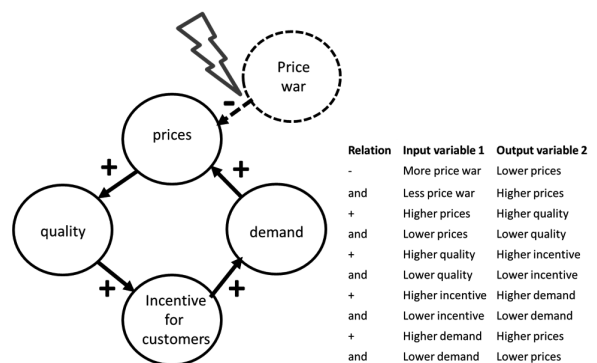 Price
war
-
prices
+
+
quality
demand
+
+
Incentive
for
customers
Relation Input variable 1 Output variable 2
- More price war Lower prices
and Less price war Higher prices
+ Higher prices Higher quality
and Lower prices Lower quality
+ Higher quality Higher incentive
and Lower quality Lower incentive
+ Higher incentive Higher demand
and Lower incentive Lower demand
+ Higher demand Higher prices
and Lower demand Lower prices